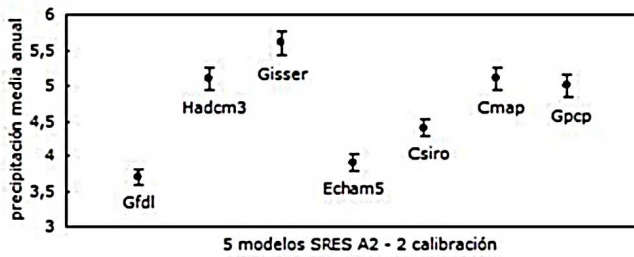 precipitación media anual
6
5,5
5
4,5
4
3,5
3
Gfdl
Hadcm3
Gisser
Echam5
Csiro
Cmap
Gpcp
5 modelos SRES A2 - 2 calibración